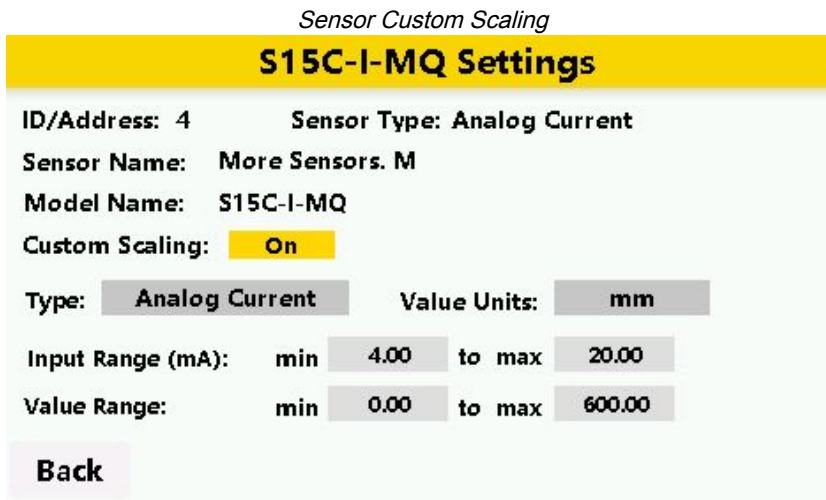 Sensor Custom Scaling
S15C-I-MQ Settings
ID/Address: 4 Sensor Type: Analog Current
Sensor Name: More Sensors. M
Model Name: S15C-I-MQ
Custom Scaling: On
Type: Analog Current Value Units: mm
Input Range (mA): min 4.00 to max 20.00
Value Range: min 0.00 to max 600.00
Back